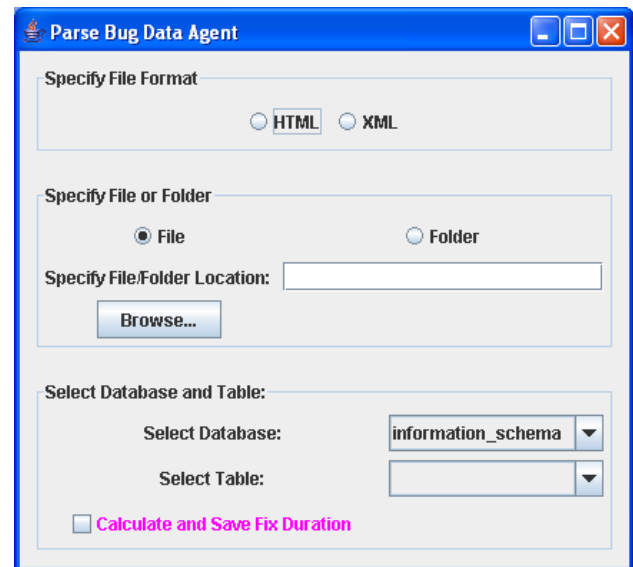 Parse Bug Data Agent
Specify File Format
HTML XML
Specify File or Folder
File Folder
Specify File/Folder Location:
Browse...
Select Database and Table:
Select Database: information_schema
Select Table:
Calculate and Save Fix Duration